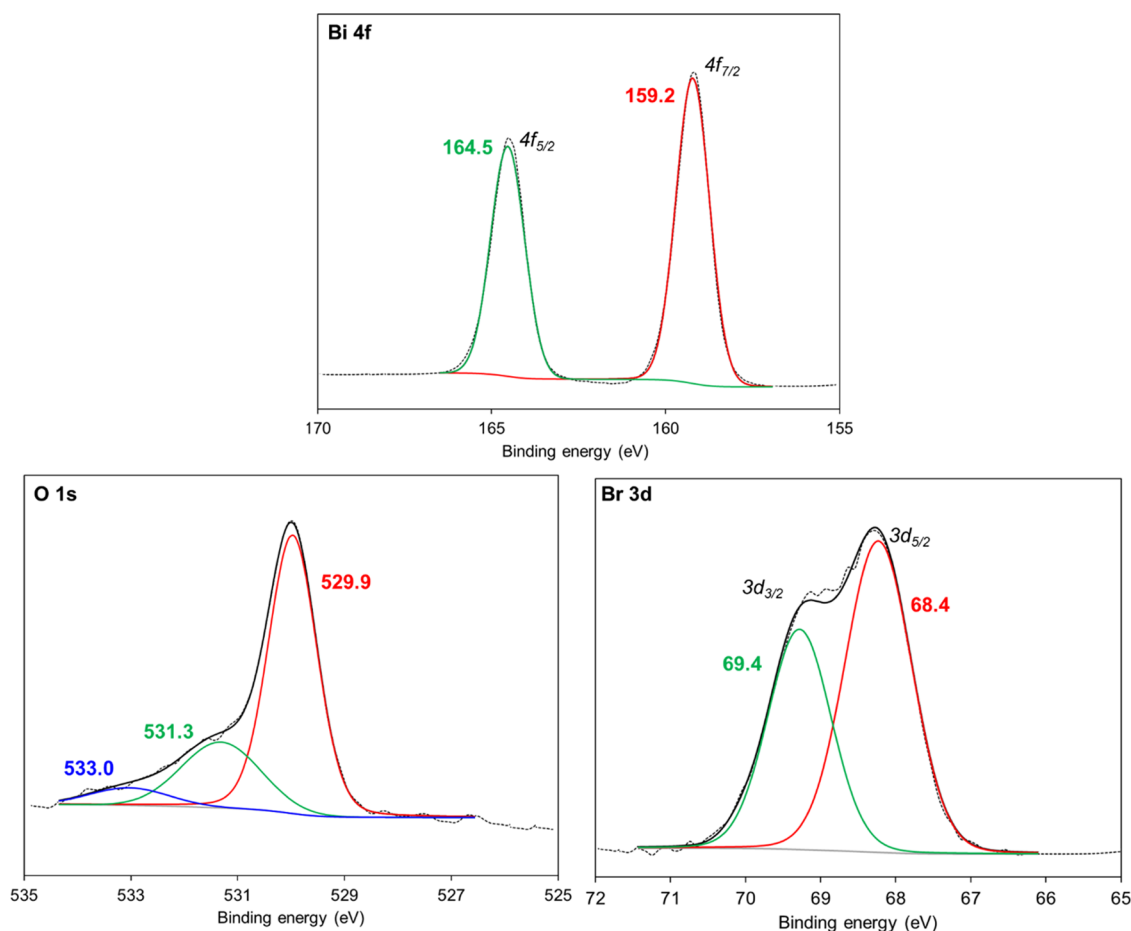 Bi 4f
4f7/2
159.2
4f5/2
164.5
170 165 160 155
Binding energy (eV)
O 1s
529.9
531.3
533.0
535 533 531 529 527 525
Binding energy (eV)
Br 3d
3d5/2
3d3/2
68.4
69.4
72 71 70 69 68 67 66 65
Binding energy (eV)